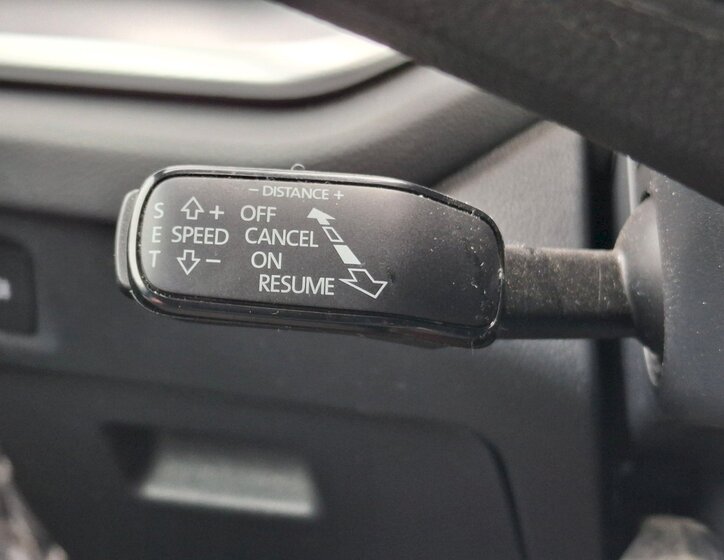 − DISTANCE +
S + OFF
E SPEED CANCEL
T − ON
RESUME